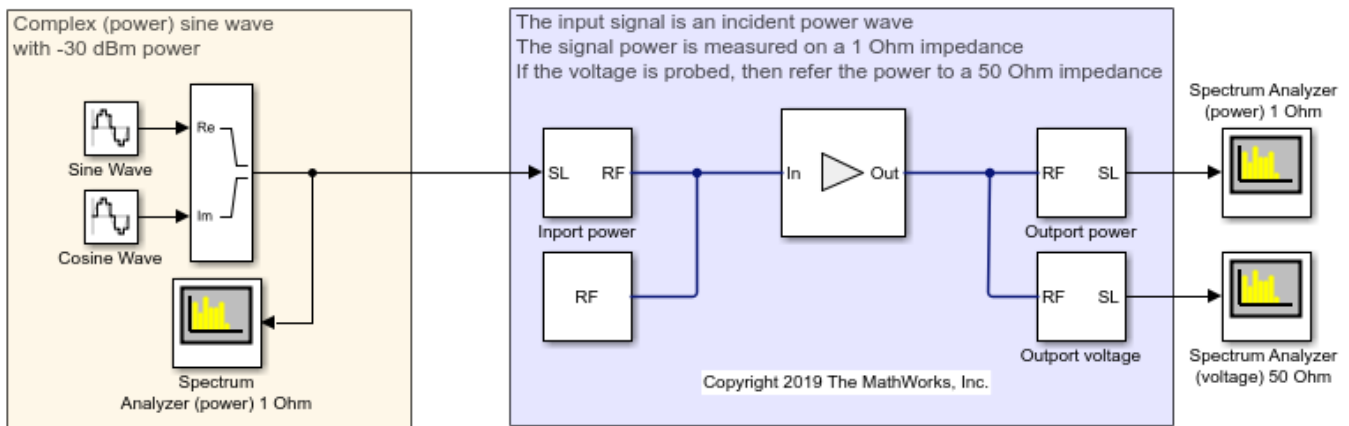 Complex (power) sine wave
with -30 dBm power
Re
Sine Wave
Im
Cosine Wave
Spectrum
Analyzer (power) 1 Ohm
The input signal is an incident power wave
The signal power is measured on a 1 Ohm impedance
If the voltage is probed, then refer the power to a 50 Ohm impedance
SL RF
Inport power
RF
In Out
RF SL
Outport power
RF SL
Outport voltage
Copyright 2019 The MathWorks, Inc.
Spectrum Analyzer
(power) 1 Ohm
Spectrum Analyzer
(voltage) 50 Ohm